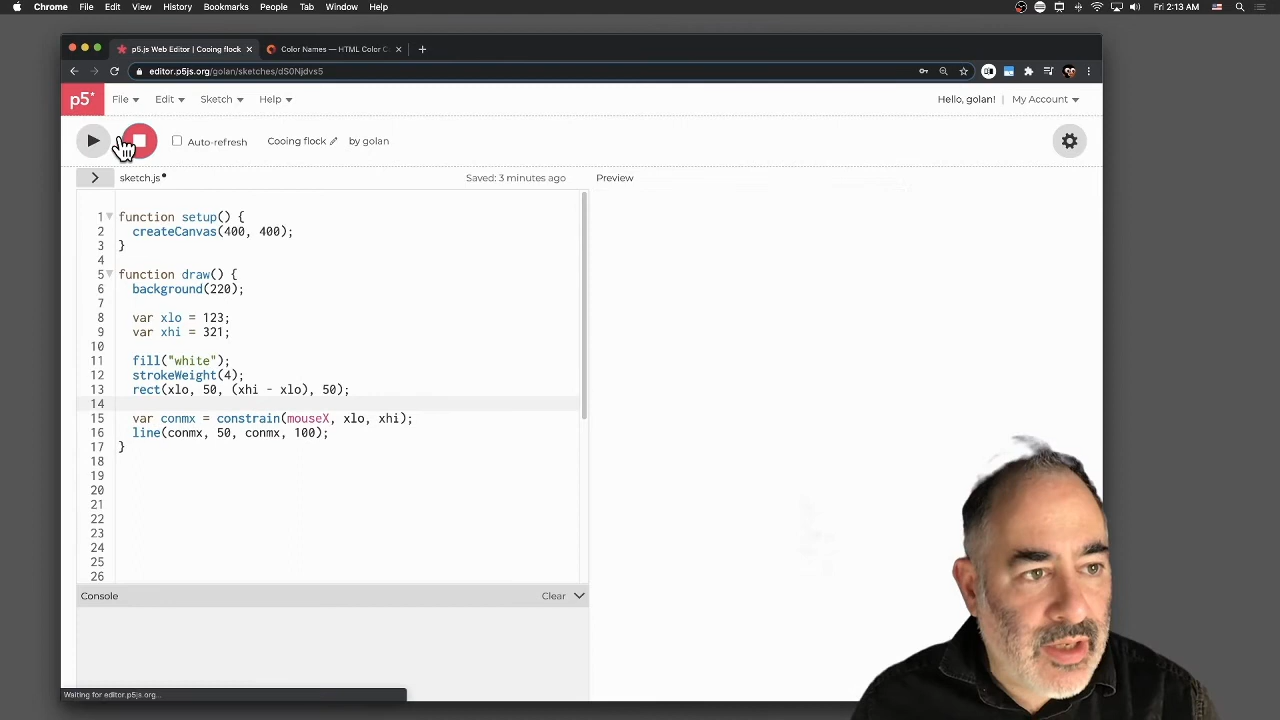 Chrome File Edit View History Bookmarks People Tab Window Help Fri 2:13 AM
p5.js Web Editor | Cooing flock Color Names — HTML Color C
editor.p5js.org/golan/sketches/dS0Njdvs5
p5* File Edit Sketch Help Hello, golan! | My Account
Auto-refresh Cooing flock by golan
sketch.js Saved: 3 minutes ago Preview
1 function setup() {
2 createCanvas(400, 400);
3 }
4
5 function draw() {
6 background(220);
7
8 var xlo = 123;
9 var xhi = 321;
10
11 fill("white");
12 strokeWeight(4);
13 rect(xlo, 50, (xhi - xlo), 50);
14
15 var conmx = constrain(mouseX, xlo, xhi);
16 line(conmx, 50, conmx, 100);
17 }
18
19
20
21
22
23
24
25
26
Console Clear
Waiting for editor.p5js.org...